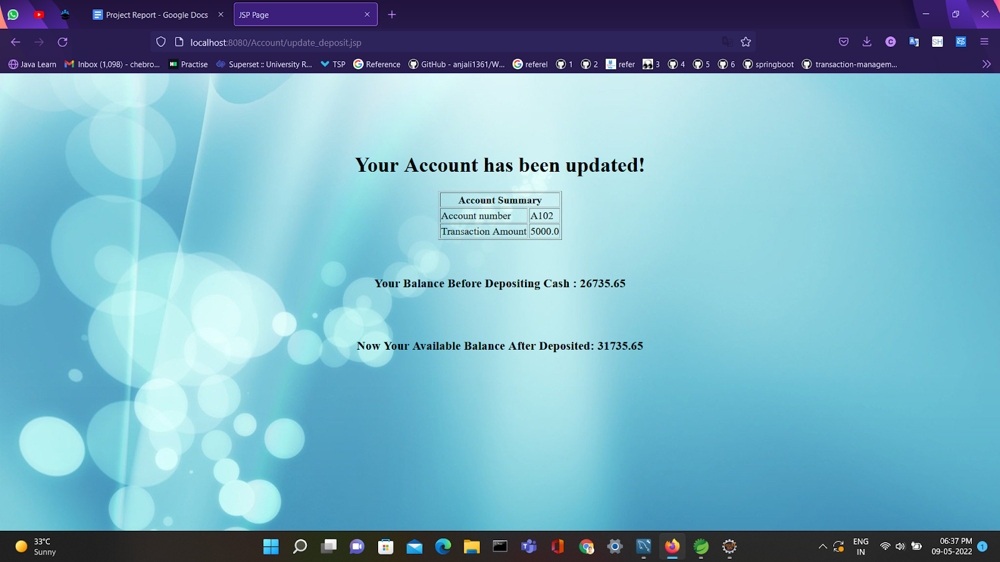 Project Report - Google Docs
JSP Page
localhost:8080/Account/update_deposit.jsp
SH
Java Learn Inbox (1,098) - chebro... Practise Superset :: University R... TSP Reference GitHub - anjali1361/W... referel 1 2 refer 3 4 5 6 springboot transaction-managem...
Your Account has been updated!
Account Summary
Account number A102
Transaction Amount 5000.0
Your Balance Before Depositing Cash : 26735.65
Now Your Available Balance After Deposited: 31735.65
33°C
Sunny
ENG
IN
06:37 PM
09-05-2022
1